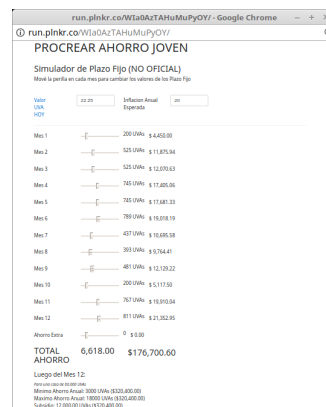 run.plnkr.co/WIa0AzTAHuMuPyOY/ - Google Chrome
run.plnkr.co/WIa0AzTAHuMuPyOY/
PROCREAR AHORRO JOVEN
Simulador de Plazo Fijo (NO OFICIAL)
Mové la perilla en cada mes para cambiar los valores de los Plazo Fijo
Valor UVA HOY 22.25 Inflacion Anual Esperada 20
Mes 1 200 UVAs $ 4,450.00
Mes 2 525 UVAs $ 11,875.94
Mes 3 525 UVAs $ 12,070.63
Mes 4 745 UVAs $ 17,405.06
Mes 5 745 UVAs $ 17,681.33
Mes 6 789 UVAs $ 19,018.19
Mes 7 437 UVAs $ 10,695.58
Mes 8 393 UVAs $ 9,764.41
Mes 9 481 UVAs $ 12,129.22
Mes 10 200 UVAs $ 5,117.50
Mes 11 767 UVAs $ 19,910.04
Mes 12 811 UVAs $ 21,352.95
Ahorro Extra 0 $ 0.00
TOTAL AHORRO 6,618.00 $176,700.60
Luego del Mes 12:
Para una casa de UVAs
Minimo Ahorro Anual: 3000 UVAs ($320,400.00)
Maximo Ahorro Anual: 18000 UVAs ($320,400.00)
Subsidio: 12,000.00 UVAs ($320,400.00)